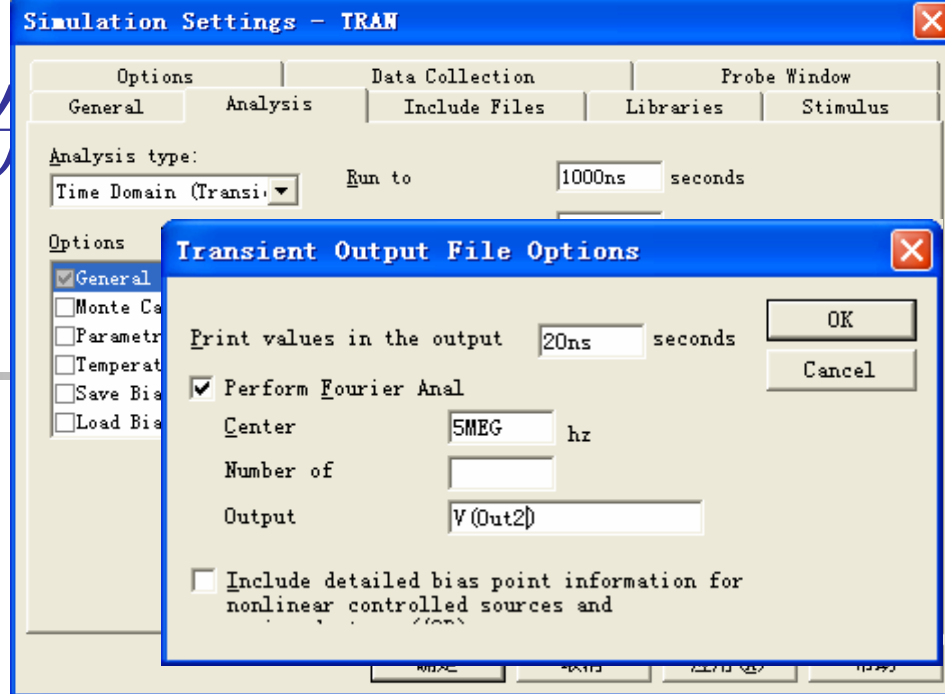 Simulation Settings - TRAN
Options Data Collection Probe Window
General Analysis Include Files Libraries Stimulus
Analysis type:
Time Domain (Transi
Run to 1000ns seconds
Options
General
Monte Ca
Parametr
Temperat
Save Bia
Load Bia
Transient Output File Options
Print values in the output 20ns seconds
OK
Cancel
Perform Fourier Anal
Center 5MEG hz
Number of
Output V(Out2)
Include detailed bias point information for
nonlinear controlled sources and